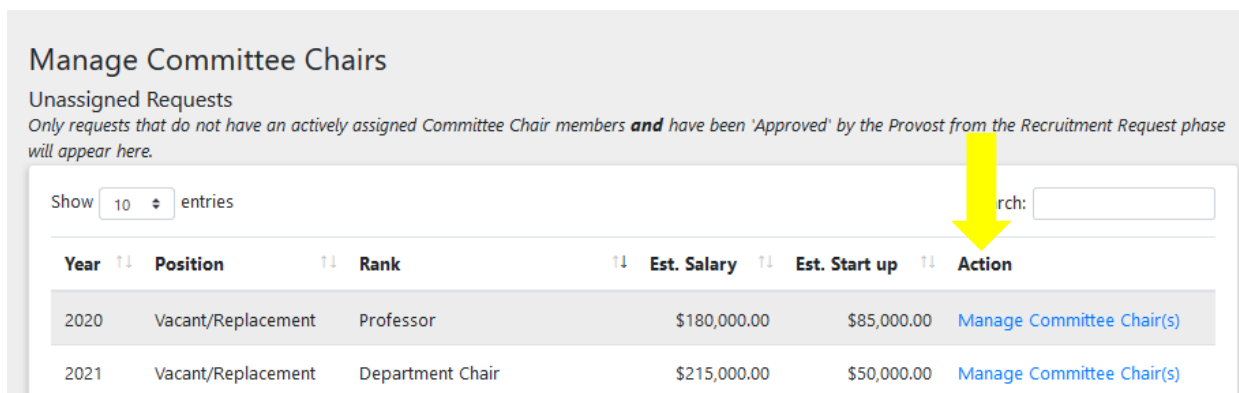 Manage Committee Chairs
Unassigned Requests
Only requests that do not have an actively assigned Committee Chair members and have been 'Approved' by the Provost from the Recruitment Request phase
will appear here.
Show 10 entries
Year Position Rank Est. Salary Est. Start up Action
2020 Vacant/Replacement Professor $180,000.00 $85,000.00 Manage Committee Chair(s)
2021 Vacant/Replacement Department Chair $215,000.00 $50,000.00 Manage Committee Chair(s)